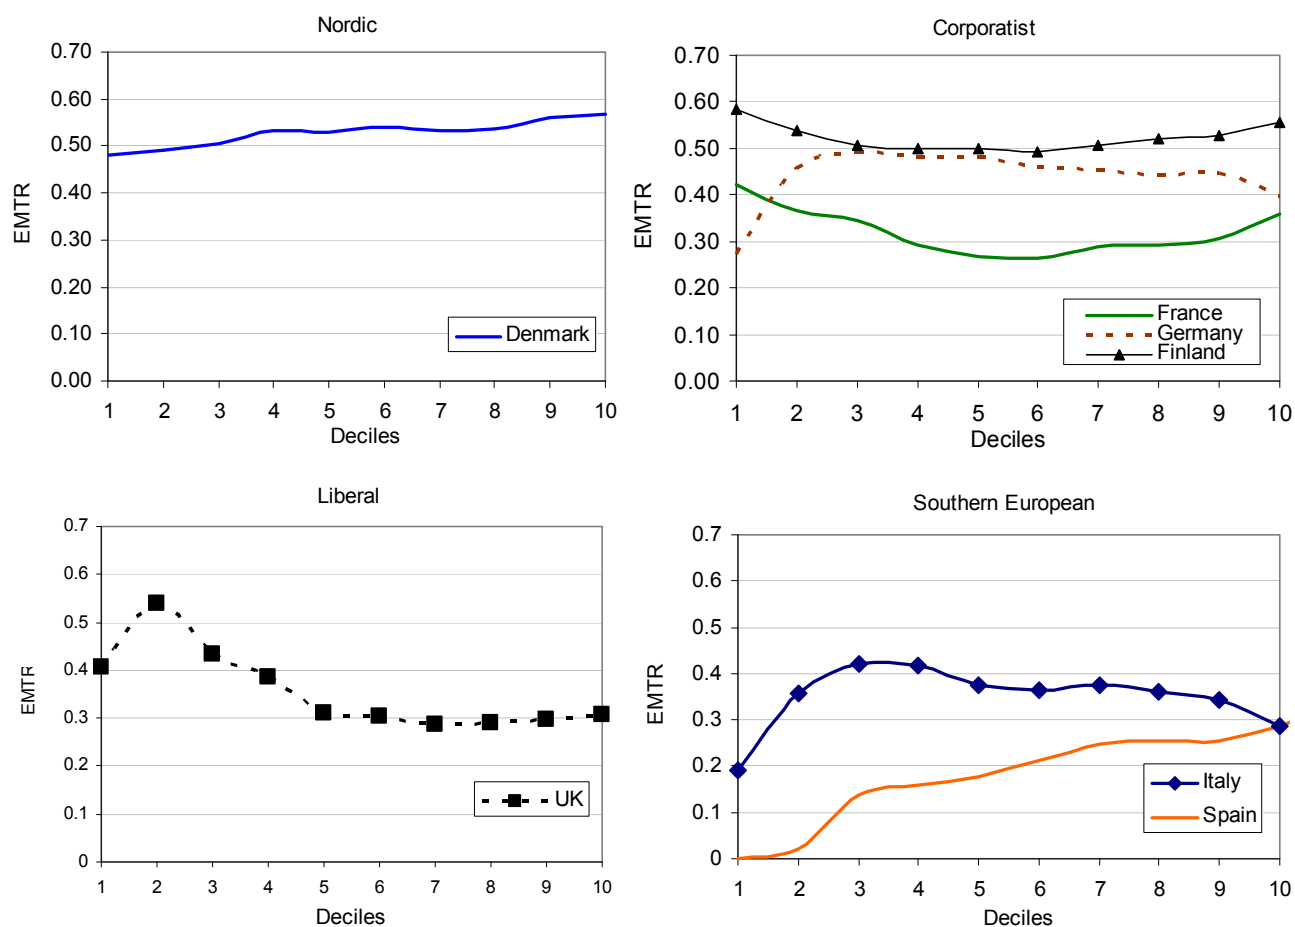 Nordic
0.70
0.60
0.50
0.40
0.30
0.20
0.10
0.00
EMTR
Denmark
1 2 3 4 5 6 7 8 9 10
Deciles
Corporatist
0.70
0.60
0.50
0.40
0.30
0.20
0.10
0.00
EMTR
France
Germany
Finland
1 2 3 4 5 6 7 8 9 10
Deciles
Liberal
0.7
0.6
0.5
0.4
0.3
0.2
0.1
0
EMTR
UK
1 2 3 4 5 6 7 8 9 10
Deciles
Southern European
0.7
0.6
0.5
0.4
0.3
0.2
0.1
0
EMTR
Italy
Spain
1 2 3 4 5 6 7 8 9 10
Deciles